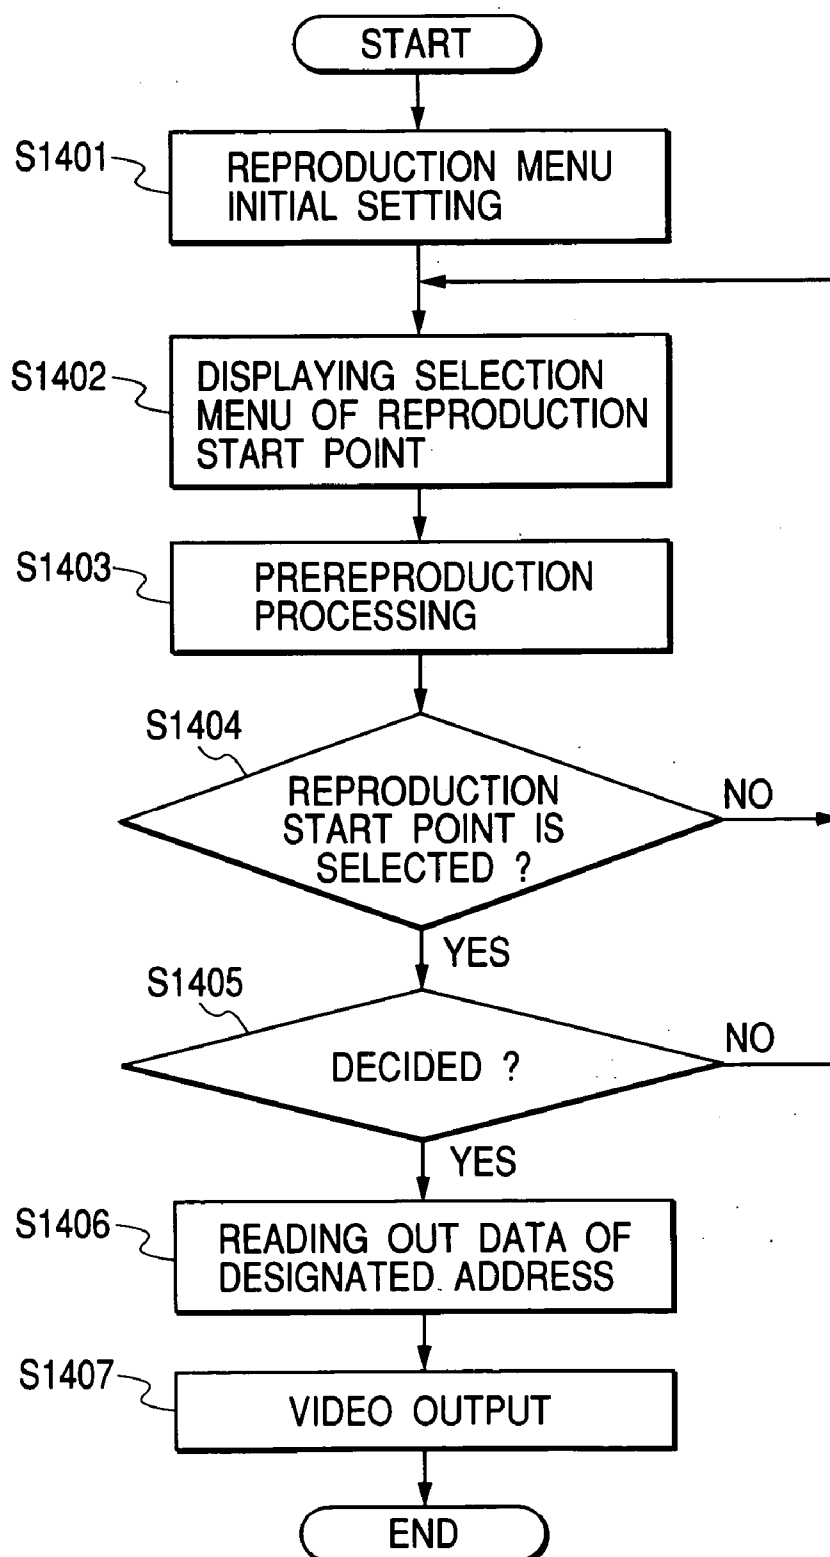 START
S1401
REPRODUCTION MENU
INITIAL SETTING
S1402
DISPLAYING SELECTION
MENU OF REPRODUCTION
START POINT
S1403
PREREPRODUCTION
PROCESSING
S1404
REPRODUCTION
START POINT IS
SELECTED ?
NO
YES
S1405
DECIDED ?
NO
YES
S1406
READING OUT DATA OF
DESIGNATED ADDRESS
S1407
VIDEO OUTPUT
END